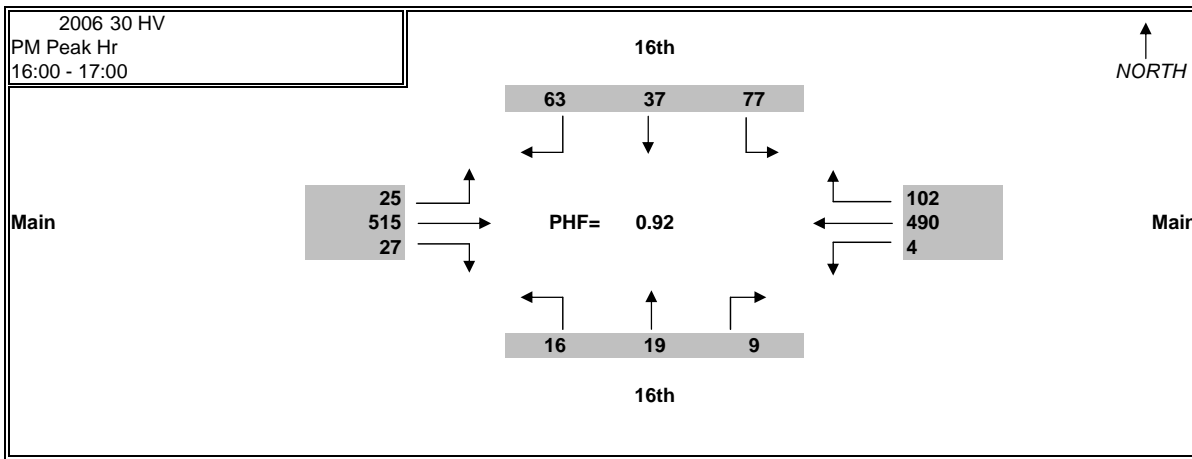 2006 30 HV
PM Peak Hr
16:00 - 17:00
16th
NORTH
63 37 77
25 102
Main 515 PHF= 0.92 490 Main
27 4
16 19 9
16th